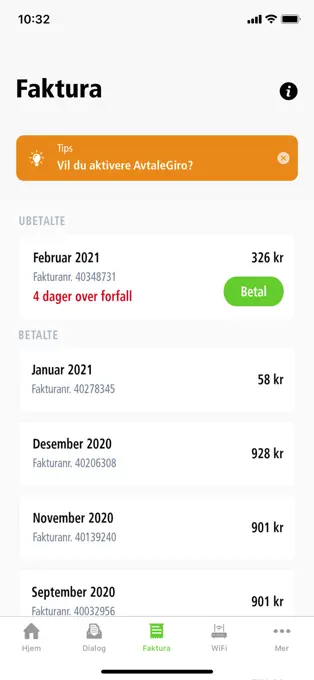 10:32
Faktura
Tips
Vil du aktivere AvtaleGiro?
UBETALTE
Februar 2021
326 kr
Fakturanr. 40348731
4 dager over forfall
Betal
BETALTE
Januar 2021
58 kr
Fakturanr. 40278345
Desember 2020
928 kr
Fakturanr. 40206308
November 2020
901 kr
Fakturanr. 40139240
September 2020
901 kr
Fakturanr. 40032956
Hjem
Dialog
Faktura
WiFi
Mer